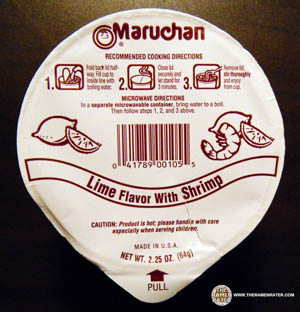 Maruchan
®
RECOMMENDED COOKING DIRECTIONS
1. Fold back lid half-
way. Fill cup to
inside line with
boiling water.
2. Close lid
securely and
let stand for
3 minutes.
3. Remove lid,
stir thoroughly
and enjoy
from cup.
MICROWAVE DIRECTIONS
In a separate microwavable container, bring water to a boil.
Then follow steps 1, 2, and 3 above.
0 41789 00105 5
Lime Flavor With Shrimp
CAUTION: Product is hot; please handle with care
especially when serving children.
MADE IN U.S.A.
NET WT. 2.25 OZ. (64g)
PULL
THE RAMEN RATER
WWW.THERAMENRATER.COM